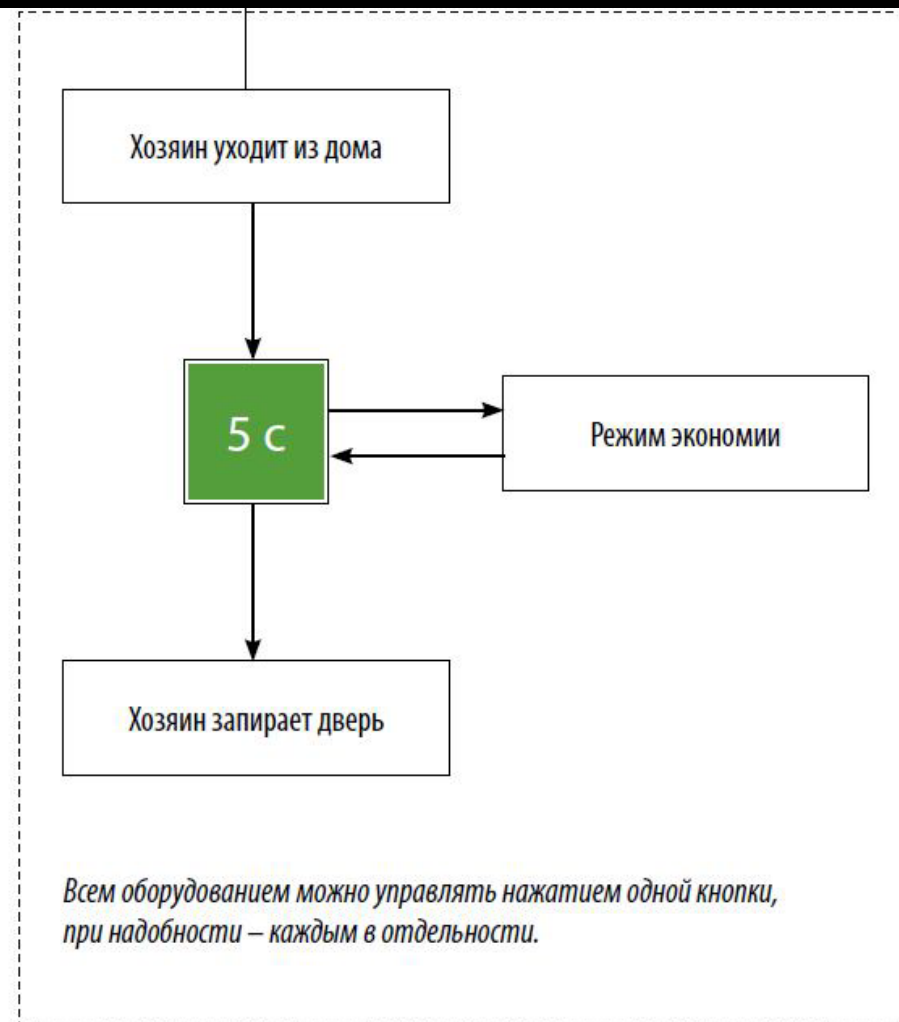 Хозяин уходит из дома
5 с
Режим экономии
Хозяин запирает дверь
Всем оборудованием можно управлять нажатием одной кнопки,
при надобности – каждым в отдельности.